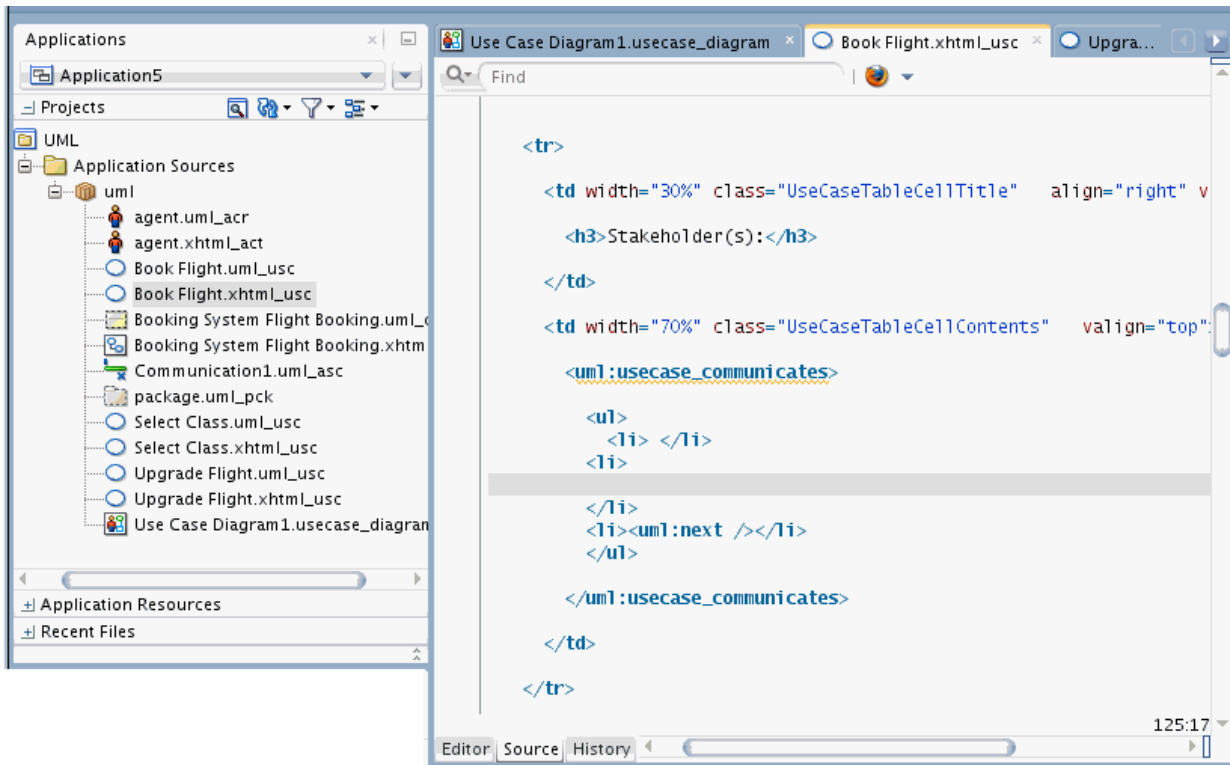 Applications
Application5
Projects
UML
Application Sources
uml
agent.uml_acr
agent.xhtml_act
Book Flight.uml_usc
Book Flight.xhtml_usc
Booking System Flight Booking.uml_
Booking System Flight Booking.xhtm
Communication1.uml_asc
package.uml_pck
Select Class.uml_usc
Select Class.xhtml_usc
Upgrade Flight.uml_usc
Upgrade Flight.xhtml_usc
Use Case Diagram1.usecase_diagran
Application Resources
Recent Files
Use Case Diagram1.usecase_diagram
Book Flight.xhtml_usc
Upgra...
Find
<tr>
<td width="30%" class="UseCaseTableCellTitle" align="right" v
<h3>Stakeholder(s):</h3>
</td>
<td width="70%" class="UseCaseTableCellContents" valign="top"
<uml:usecase_communicates>
<ul>
<li> </li>
<li>
</li>
<li><uml:next /></li>
</ul>
</uml:usecase_communicates>
</td>
</tr>
125:17
Editor Source History